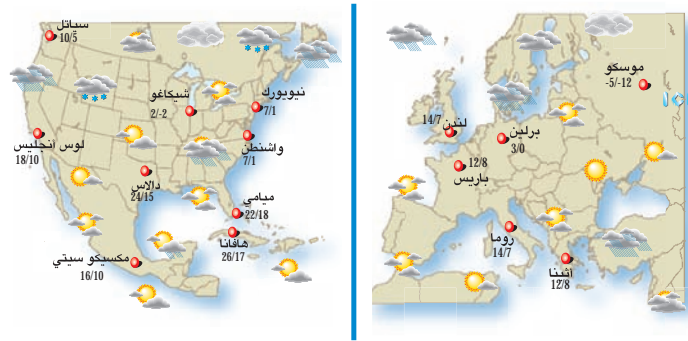 سياتل
10/5
شيكاغو
2/-2
نيويورك
7/1
واشنطن
7/1
لوس أنجليس
18/10
دالاس
24/15
ميامي
22/18
هافانا
26/17
مكسيكو سيتي
16/10
موسكو
-5/-12
لندن
14/7
برلين
3/0
12/8
باريس
روما
14/7
أثينا
12/8